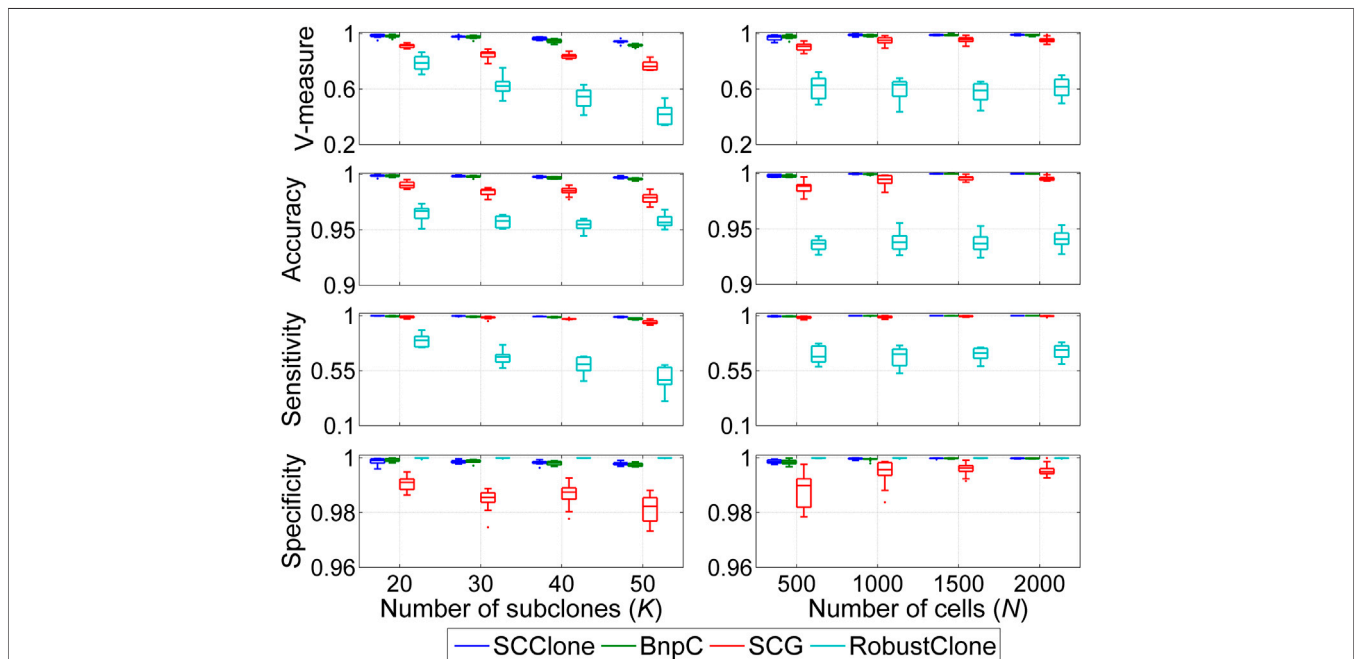 V-measure
1
0.6
0.2
1
0.6
0.2
Accuracy
1
0.95
0.9
1
0.95
0.9
Sensitivity
1
0.55
0.1
1
0.55
0.1
Specificity
1
0.98
0.96
1
0.98
0.96
20 30 40 50
500 1000 1500 2000
Number of subclones (K)
Number of cells (N)
SCClone BnpC SCG RobustClone